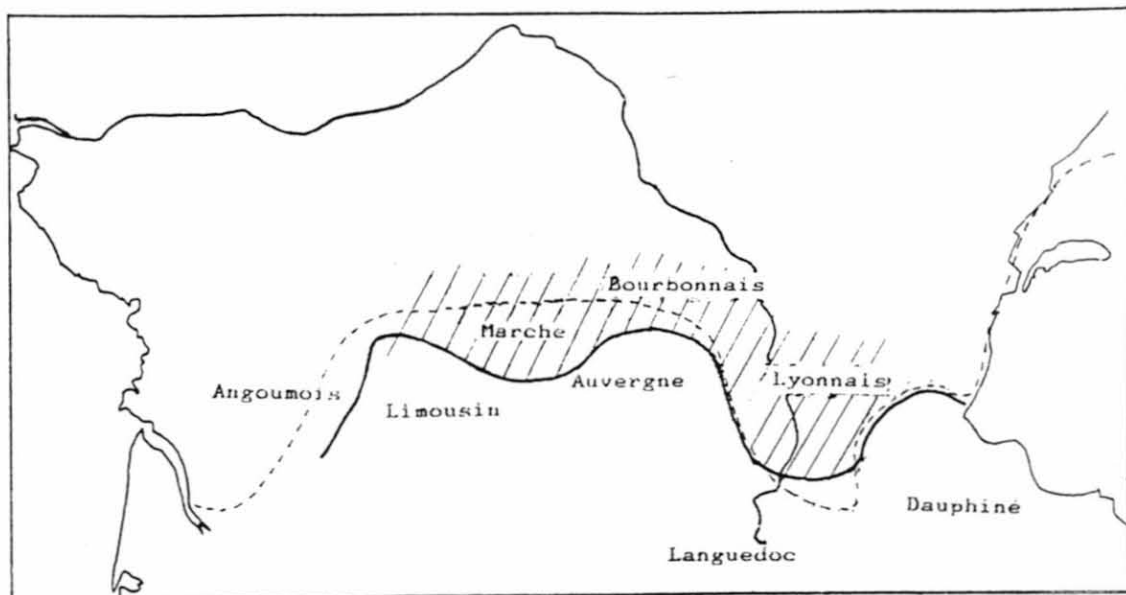 Bourbonnais
Marche
Angoumois
Auvergne
Lyonnais
Limousin
Dauphiné
Languedoc